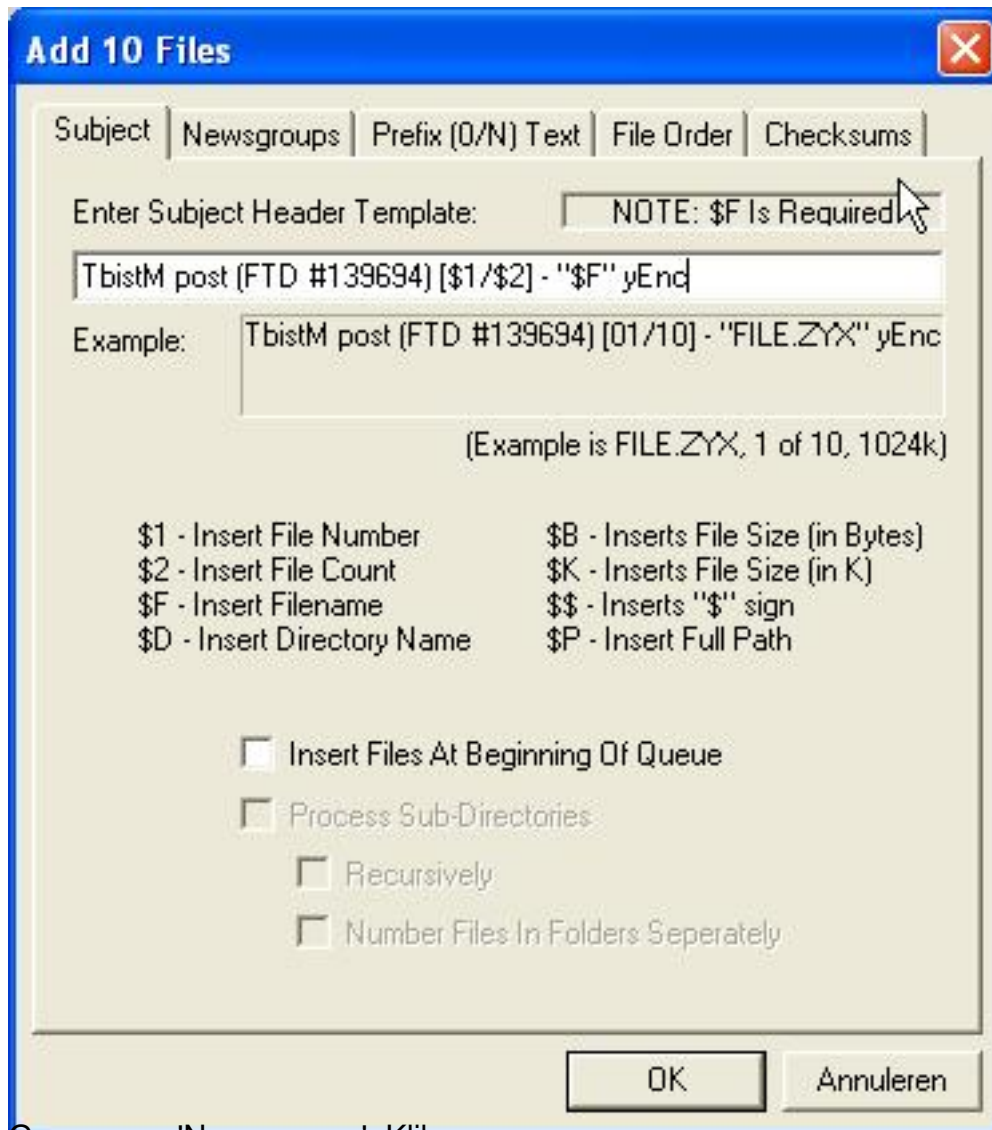 Add 10 Files
Subject Newsgroups Prefix (0/N) Text File Order Checksums
Enter Subject Header Template: NOTE: $F Is Required
TbistM post (FTD #139694) [$1/$2] - "$F" yEnc
Example: TbistM post (FTD #139694) [01/10] - "FILE.ZYX" yEnc
(Example is FILE.ZYX, 1 of 10, 1024k)
$1 - Insert File Number $B - Inserts File Size (in Bytes)
$2 - Insert File Count $K - Inserts File Size (in K)
$F - Insert Filename $$ - Inserts "$" sign
$D - Insert Directory Name $P - Insert Full Path
Insert Files At Beginning Of Queue
Process Sub-Directories
Recursively
Number Files In Folders Seperately
OK Annuleren